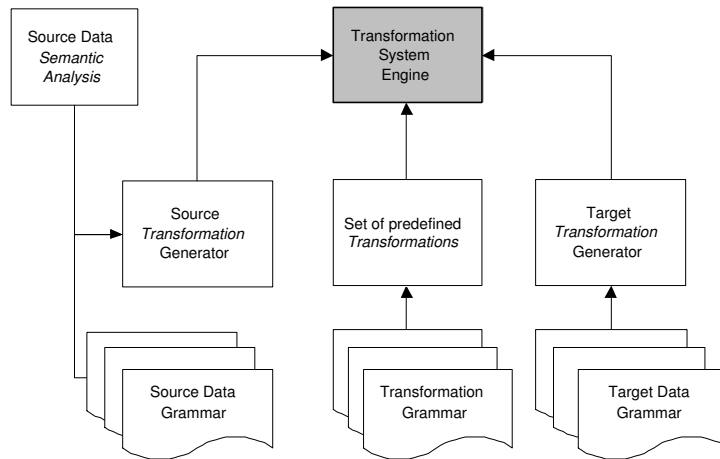 Source Data
Semantic
Analysis
Transformation
System
Engine
Source
Transformation
Generator
Set of predefined
Transformations
Target
Transformation
Generator
Source Data
Grammar
Transformation
Grammar
Target Data
Grammar